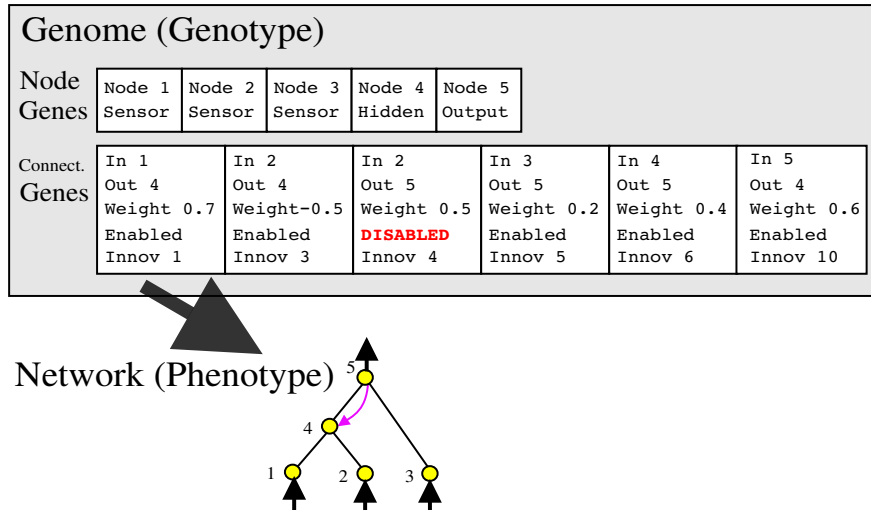 Genome (Genotype)
Node Genes
Node 1 Sensor
Node 2 Sensor
Node 3 Sensor
Node 4 Hidden
Node 5 Output
Connect. Genes
In 1
Out 4
Weight 0.7
Enabled
Innov 1
In 2
Out 4
Weight-0.5
Enabled
Innov 3
In 2
Out 5
Weight 0.5
DISABLED
Innov 4
In 3
Out 5
Weight 0.2
Enabled
Innov 5
In 4
Out 5
Weight 0.4
Enabled
Innov 6
In 5
Out 4
Weight 0.6
Enabled
Innov 10
Network (Phenotype)
5
4
1
2
3